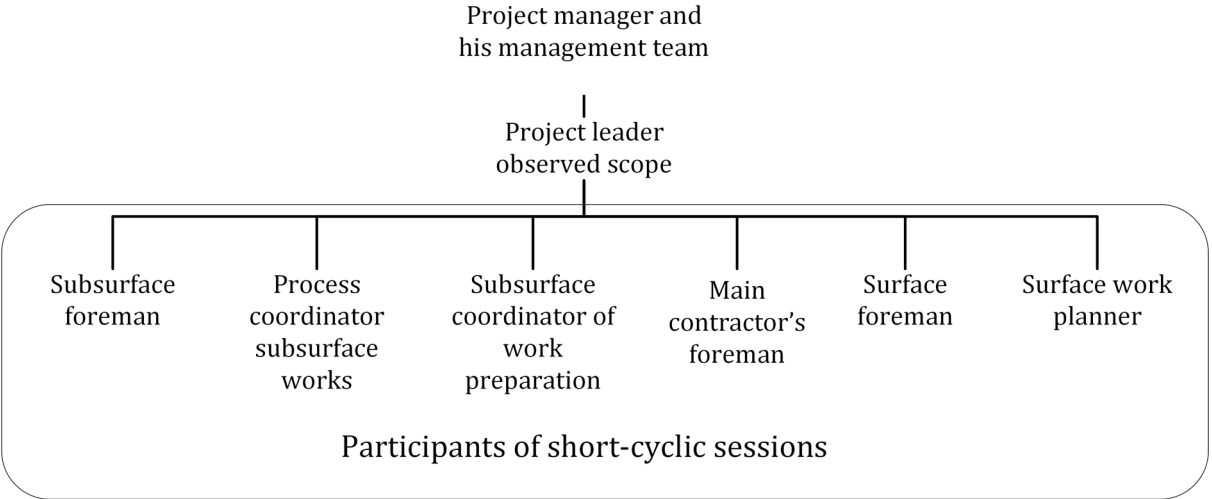 Project manager and
his management team
Project leader
observed scope
Subsurface
foreman
Process
coordinator
subsurface
works
Subsurface
coordinator of
work
preparation
Main
contractor’s
foreman
Surface
foreman
Surface work
planner
Participants of short-cyclic sessions